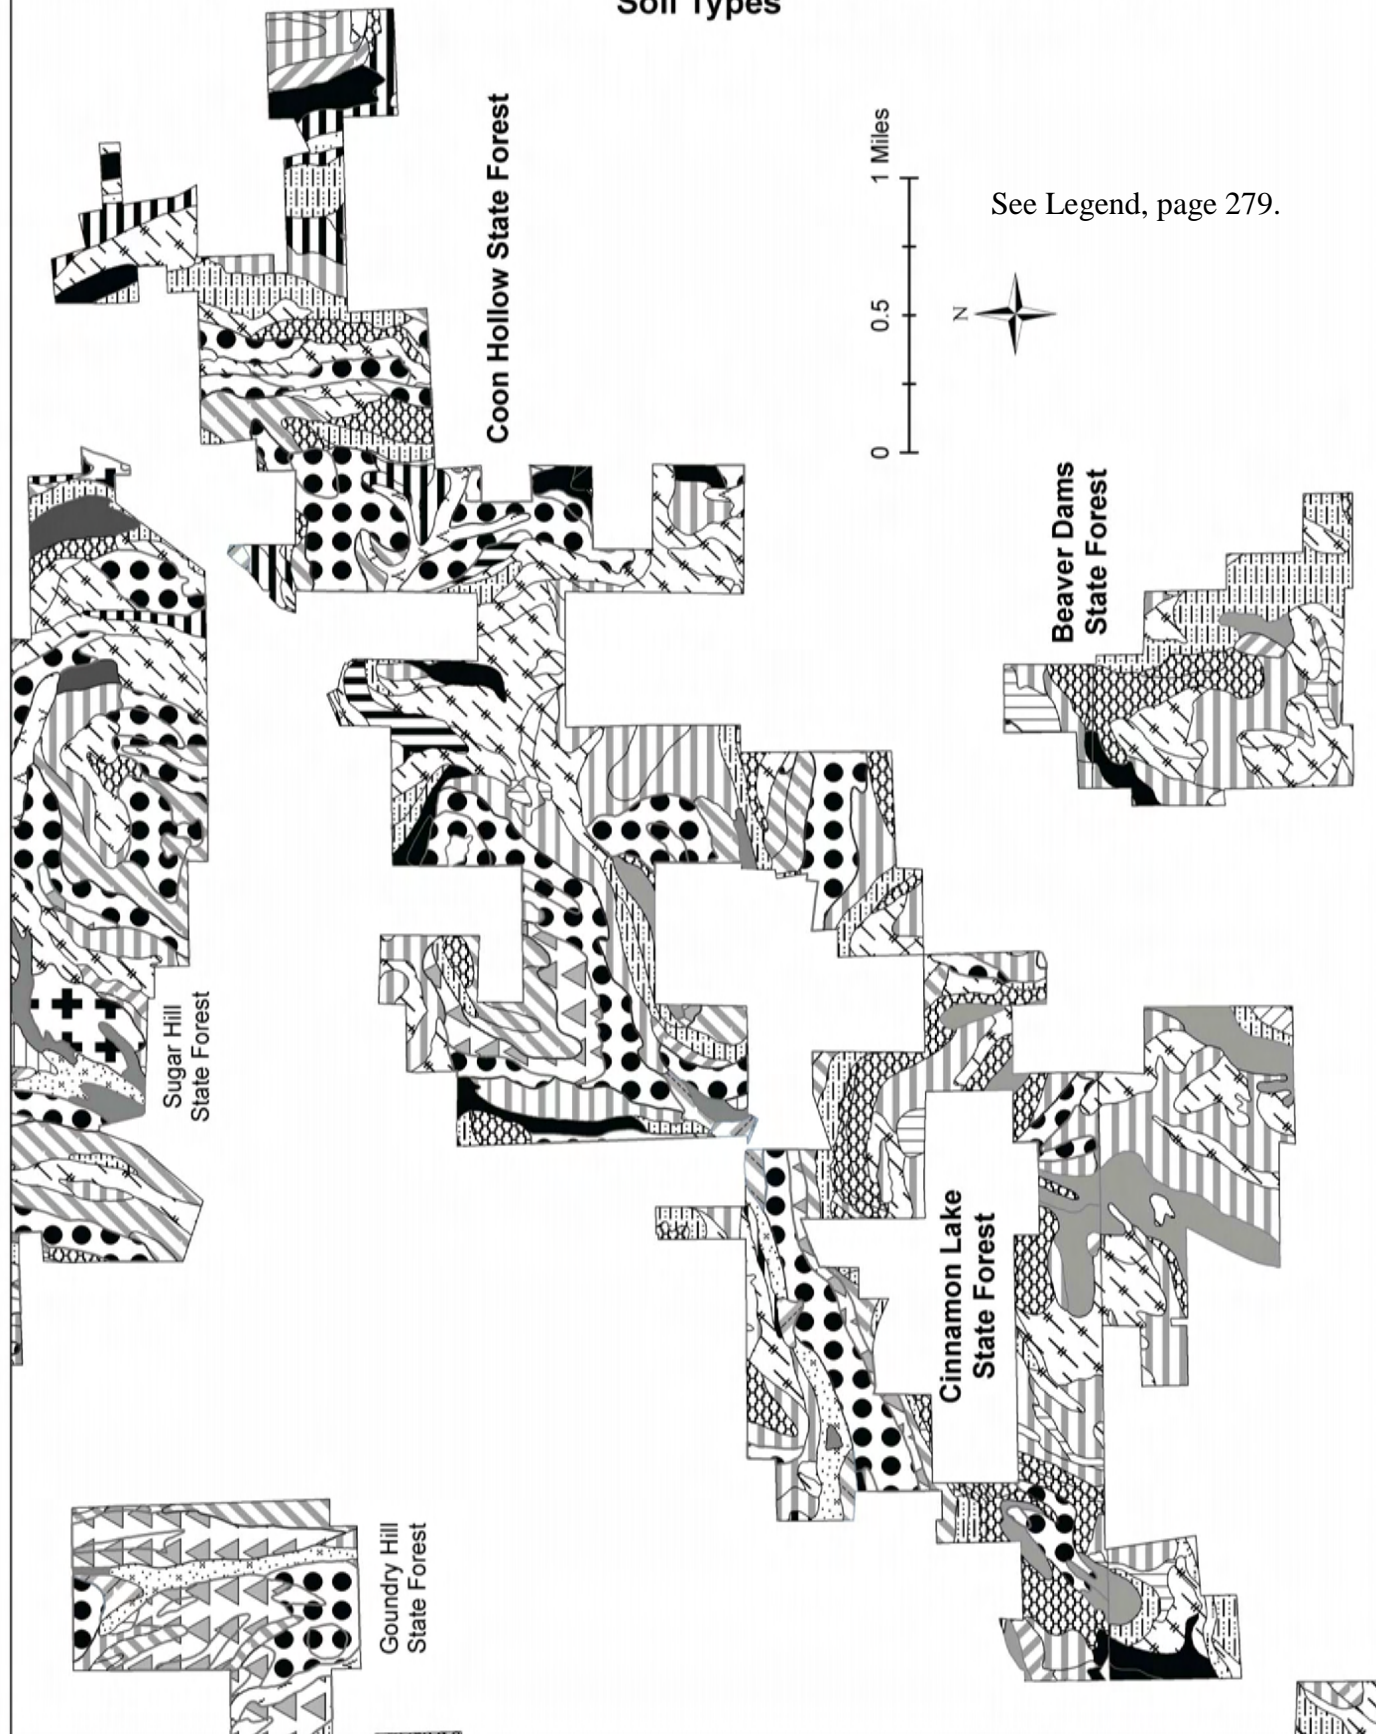 Soil Types
Coon Hollow State Forest
1 Miles
0.5
0
See Legend, page 279.
N
Beaver Dams
State Forest
Sugar Hill
State Forest
Cinnamon Lake
State Forest
Goundry Hill
State Forest